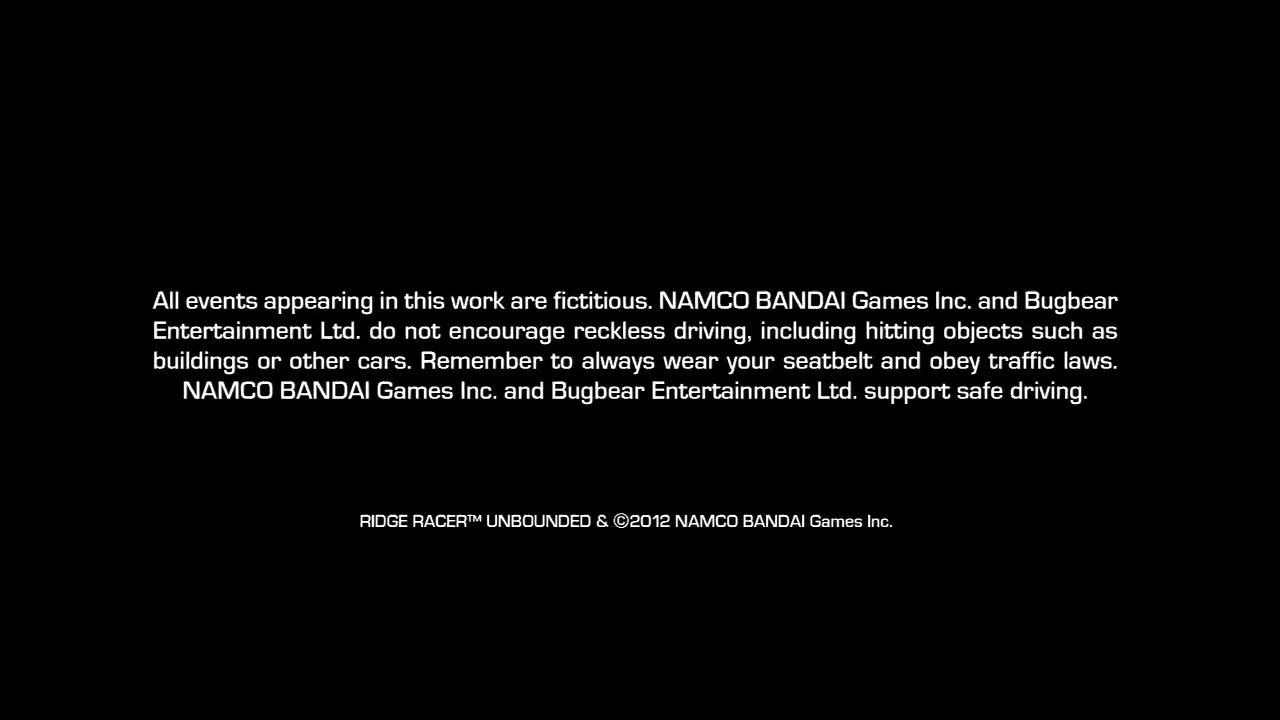 All events appearing in this work are fictitious. NAMCO BANDAI Games Inc. and Bugbear
Entertainment Ltd. do not encourage reckless driving, including hitting objects such as
buildings or other cars. Remember to always wear your seatbelt and obey traffic laws.
NAMCO BANDAI Games Inc. and Bugbear Entertainment Ltd. support safe driving.
RIDGE RACER™ UNBOUNDED & ©2012 NAMCO BANDAI Games Inc.